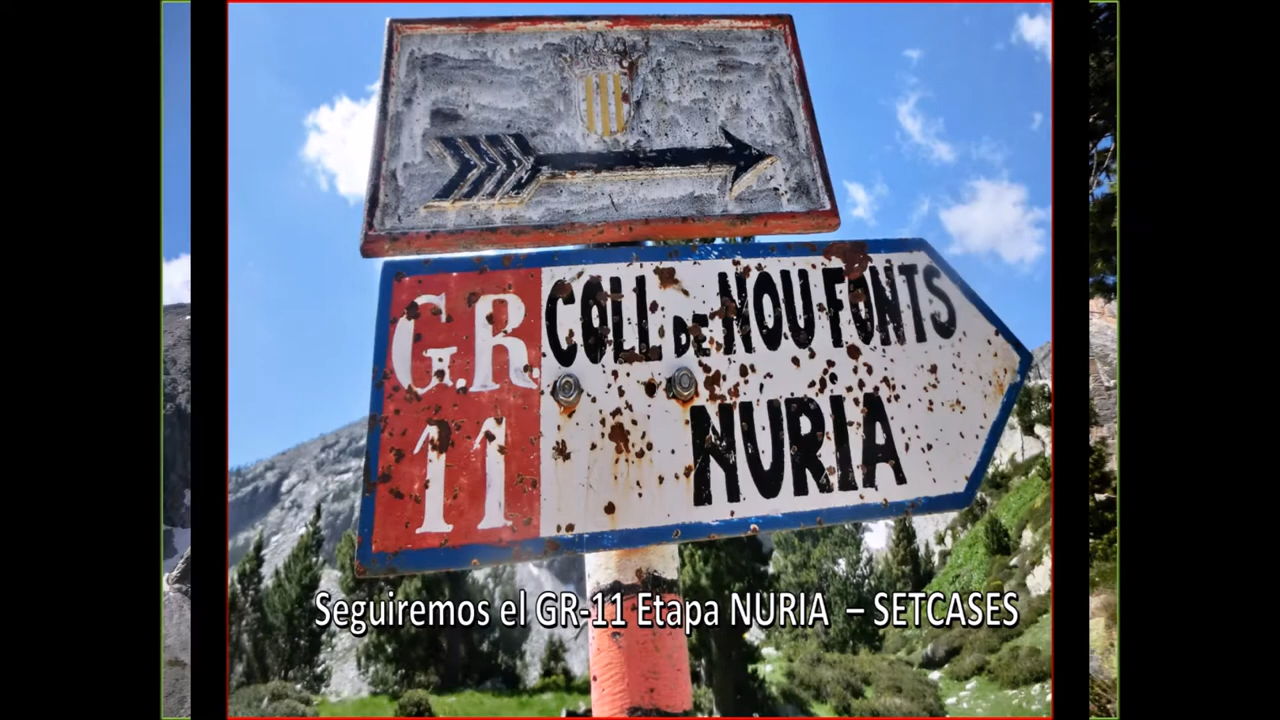 G.R. COLL DE NOU FONTS
11 NURIA
Seguiremos el GR-11 Etapa NURIA – SETCASES